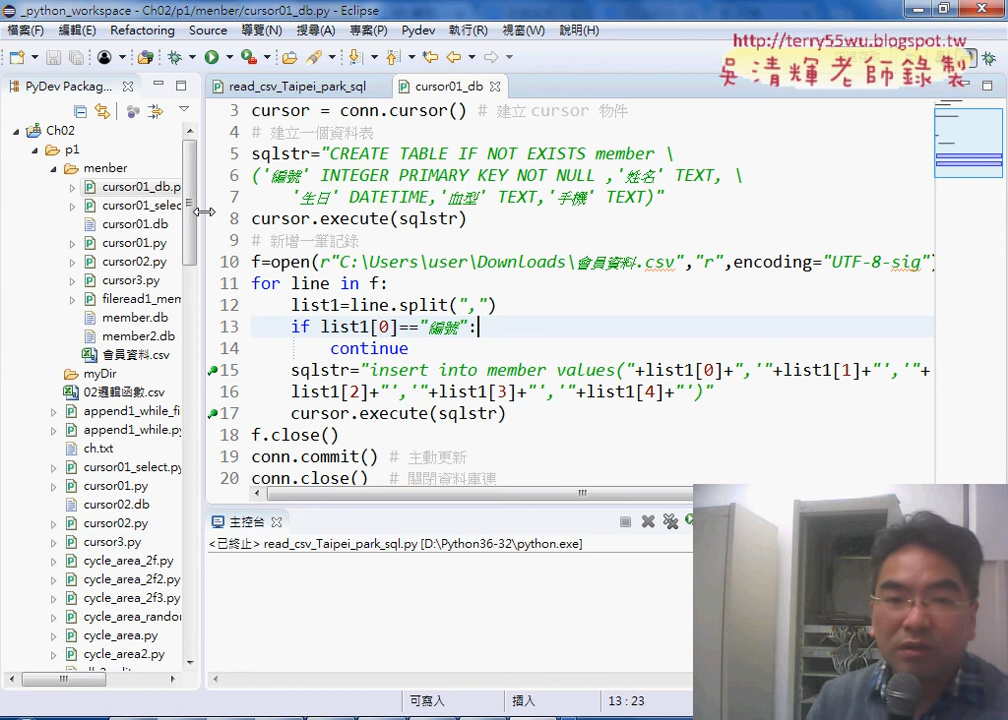 _python_workspace - Ch02/p1/menber/cursor01_db.py - Eclipse
檔案(F) 編輯(E) Refactoring Source 導覽(N) 搜尋(A) 專案(P) Pydev 執行(R) 視窗(W) 說明(H)
http://terry55wu.blogspot.tw
吳清輝老師錄製
PyDev Packag...
read_csv_Taipei_park_sql
cursor01_db
Ch02
p1
menber
cursor01_db.p
cursor01_selec
cursor01.db
cursor01.py
cursor02.py
cursor3.py
fileread1_mem
member.db
member2.db
會員資料.csv
myDir
02邏輯函數.csv
append1_while_fi
append1_while.py
ch.txt
cursor01_select.py
cursor01.py
cursor02.db
cursor02.py
cursor3.py
cycle_area_2f.py
cycle_area_2f2.py
cycle_area_2f3.py
cycle_area_rando
cycle_area.py
cycle_area2.py
3 cursor = conn.cursor() # 建立 cursor 物件
4 # 建立一個資料表
5 sqlstr="CREATE TABLE IF NOT EXISTS member \
6 ('編號' INTEGER PRIMARY KEY NOT NULL ,'姓名' TEXT, \
7 '生日' DATETIME,'血型' TEXT,'手機' TEXT)"
8 cursor.execute(sqlstr)
9 # 新增一筆記錄
10 f=open(r"C:\Users\user\Downloads\會員資料.csv","r",encoding="UTF-8-sig")
11 for line in f:
12 list1=line.split(",")
13 if list1[0]=="編號":
14 continue
15 sqlstr="insert into member values("+list1[0]+",'"+list1[1]+"','"+
16 list1[2]+"','"+list1[3]+"','"+list1[4]+"')"
17 cursor.execute(sqlstr)
18 f.close()
19 conn.commit() # 主動更新
20 conn.close() # 關閉資料庫連
主控台
<已終止> read_csv_Taipei_park_sql.py [D:\Python36-32\python.exe]
可寫入 插入 13 : 23